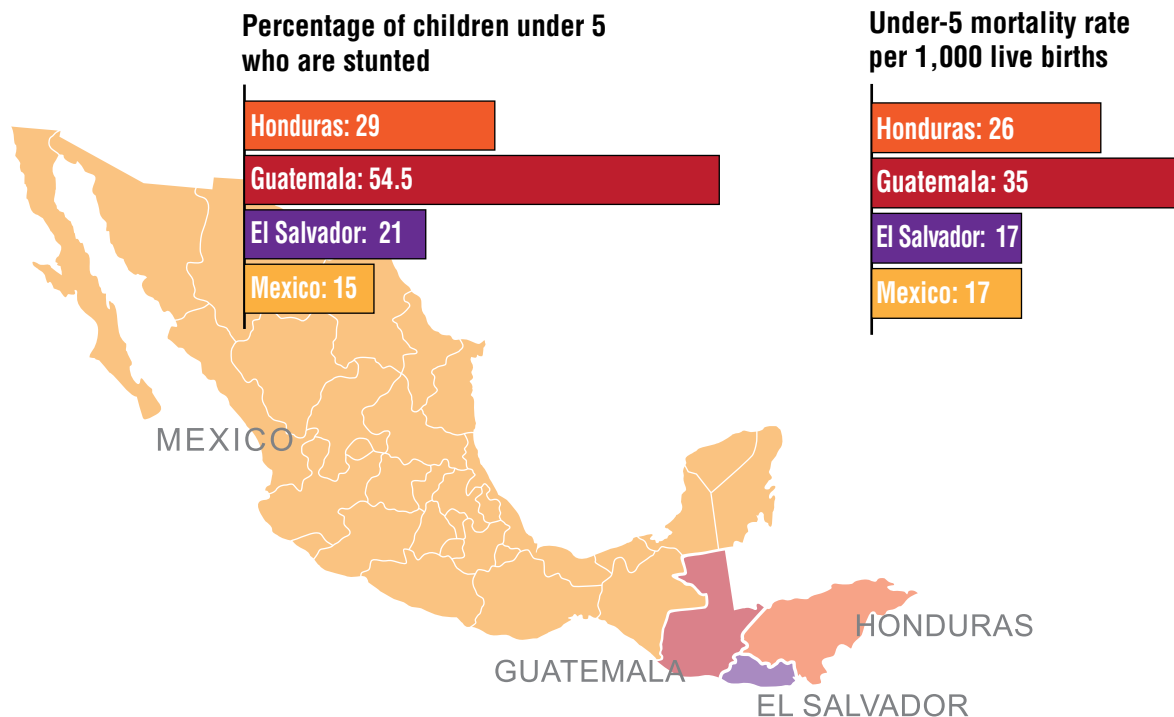 Percentage of children under 5
who are stunted
Honduras: 29
Guatemala: 54.5
El Salvador: 21
Mexico: 15
Under-5 mortality rate
per 1,000 live births
Honduras: 26
Guatemala: 35
El Salvador: 17
Mexico: 17
MEXICO
HONDURAS
GUATEMALA
EL SALVADOR